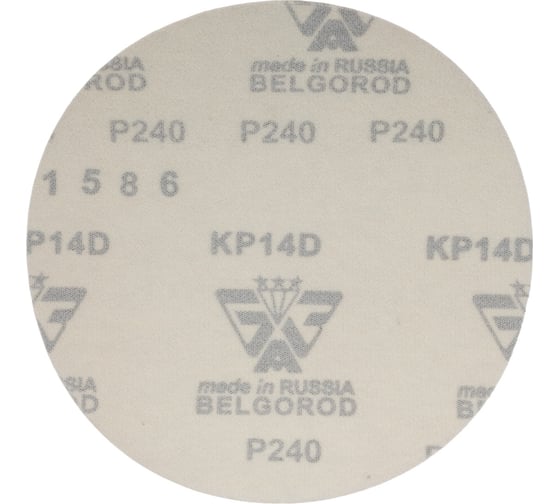 made in RUSSIA
BELGOROD
P240 P240 P240
1 5 8 6
KP14D KP14D KP14D
made in RUSSIA
BELGOROD
P240